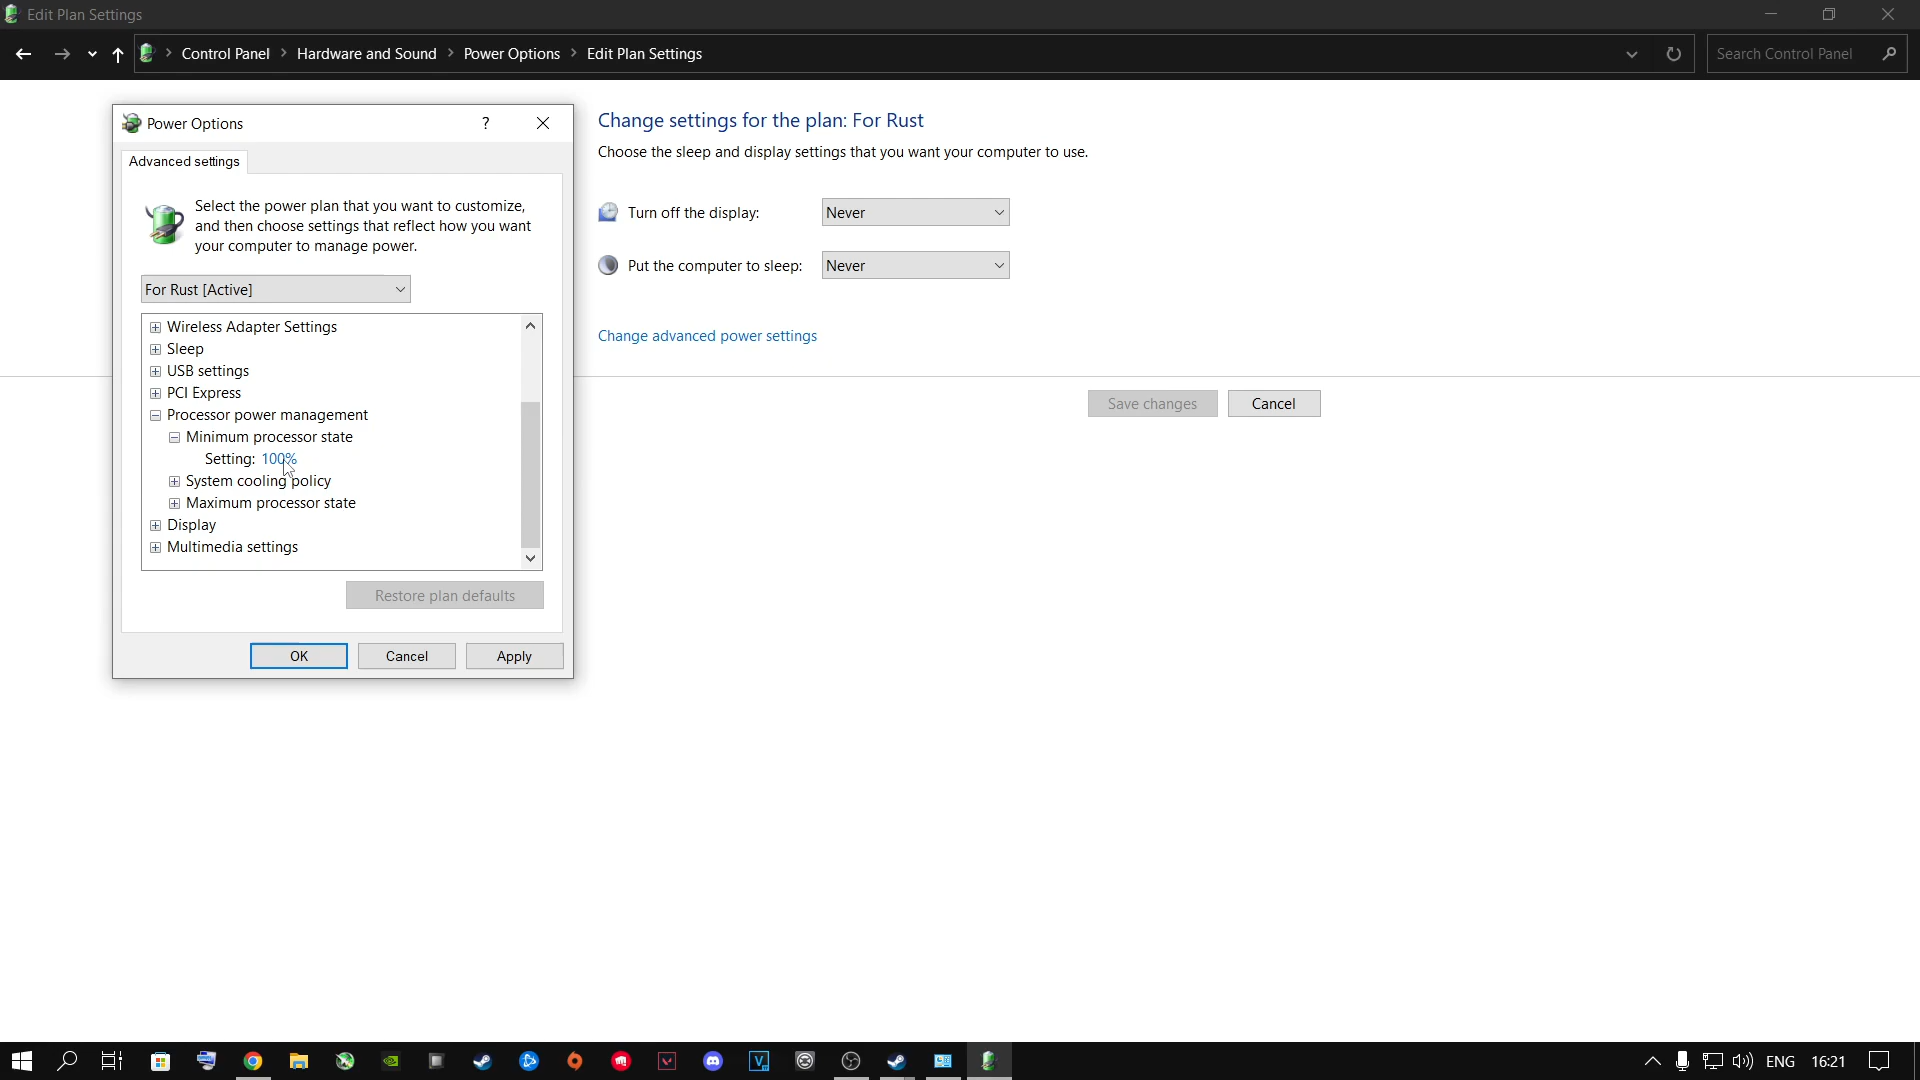 Edit Plan Settings
Control Panel > Hardware and Sound > Power Options > Edit Plan Settings
Search Control Panel
Power Options
?
Advanced settings
Select the power plan that you want to customize,
and then choose settings that reflect how you want
your computer to manage power.
For Rust [Active]
Wireless Adapter Settings
Sleep
USB settings
PCI Express
Processor power management
Minimum processor state
Setting: 100%
System cooling policy
Maximum processor state
Display
Multimedia settings
Restore plan defaults
OK
Cancel
Apply
Change settings for the plan: For Rust
Choose the sleep and display settings that you want your computer to use.
Turn off the display:
Never
Put the computer to sleep:
Never
Change advanced power settings
Save changes
Cancel
ENG
16:21